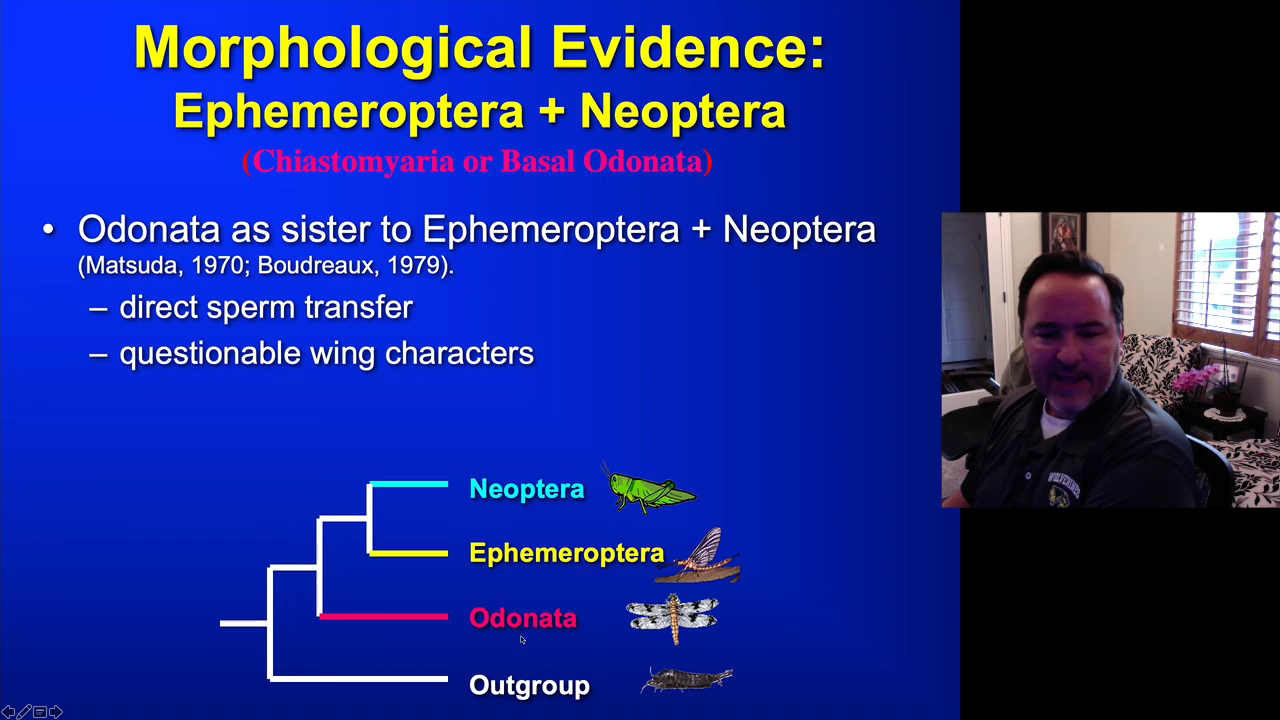 Morphological Evidence:
Ephemeroptera + Neoptera
(Chiastomyaria or Basal Odonata)
• Odonata as sister to Ephemeroptera + Neoptera
(Matsuda, 1970; Boudreaux, 1979).
– direct sperm transfer
– questionable wing characters
Neoptera
Ephemeroptera
Odonata
Outgroup
WOLVERINES